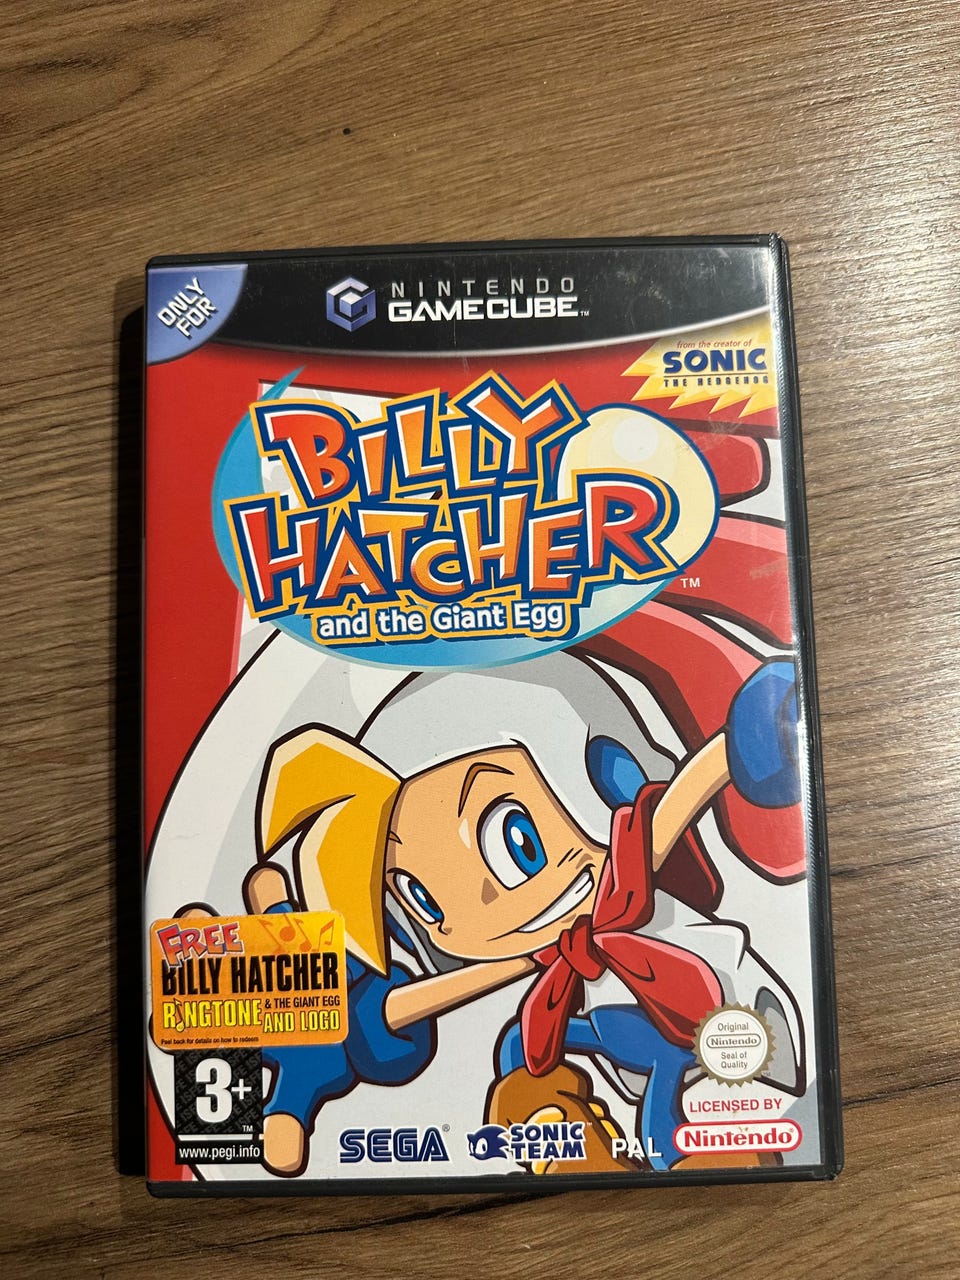 ONLY
FOR
NINTENDO
GAMECUBE™
from the creator of
SONIC
THE HEDGEHOG
BILLY
HATCHER
and the Giant Egg
TM
FREE
BILLY HATCHER
RINGTONE & THE GIANT EGG
AND LOGO
Peel back for details on how to redeem
3+
TM
www.pegi.info
SEGA®
SONIC
TEAM
PAL
Original
Nintendo
Seal of
Quality
LICENSED BY
Nintendo®